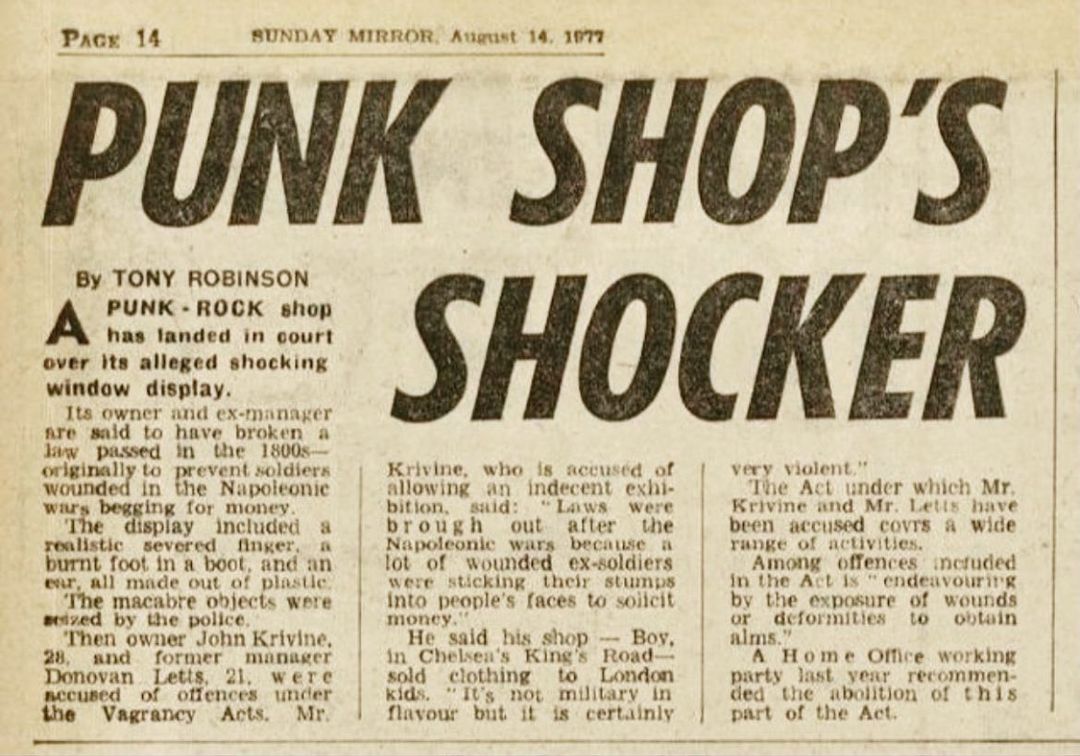 PAGE 14 SUNDAY MIRROR, August 14, 1977
PUNK SHOP'S
SHOCKER
By TONY ROBINSON
A PUNK-ROCK shop
has landed in court
over its alleged shocking
window display.
Its owner and ex-manager
are said to have broken a
law passed in the 1800s—
originally to prevent soldiers
wounded in the Napoleonic
wars begging for money.
The display included a
realistic severed finger, a
burnt foot in a boot, and an
ear, all made out of plastic.
The macabre objects were
seized by the police.
Then owner John Krivine,
28, and former manager
Donovan Letts, 21, were
accused of offences under
the Vagrancy Acts. Mr.
Krivine, who is accused of
allowing an indecent exhi-
bition, said: "Laws were
brough out after the
Napoleonic wars because a
lot of wounded ex-soldiers
were sticking their stumps
into people's faces to solicit
money."
He said his shop — Boy,
in Chelsea's King's Road—
sold clothing to London
kids. "It's not military in
flavour but it is certainly
very violent."
The Act under which Mr.
Krivine and Mr. Letts have
been accused covrs a wide
range of activities.
Among offences included
in the Act is "endeavouring
by the exposure of wounds
or deformities to obtain
alms."
A Home Office working
party last year recommen-
ded the abolition of this
part of the Act.